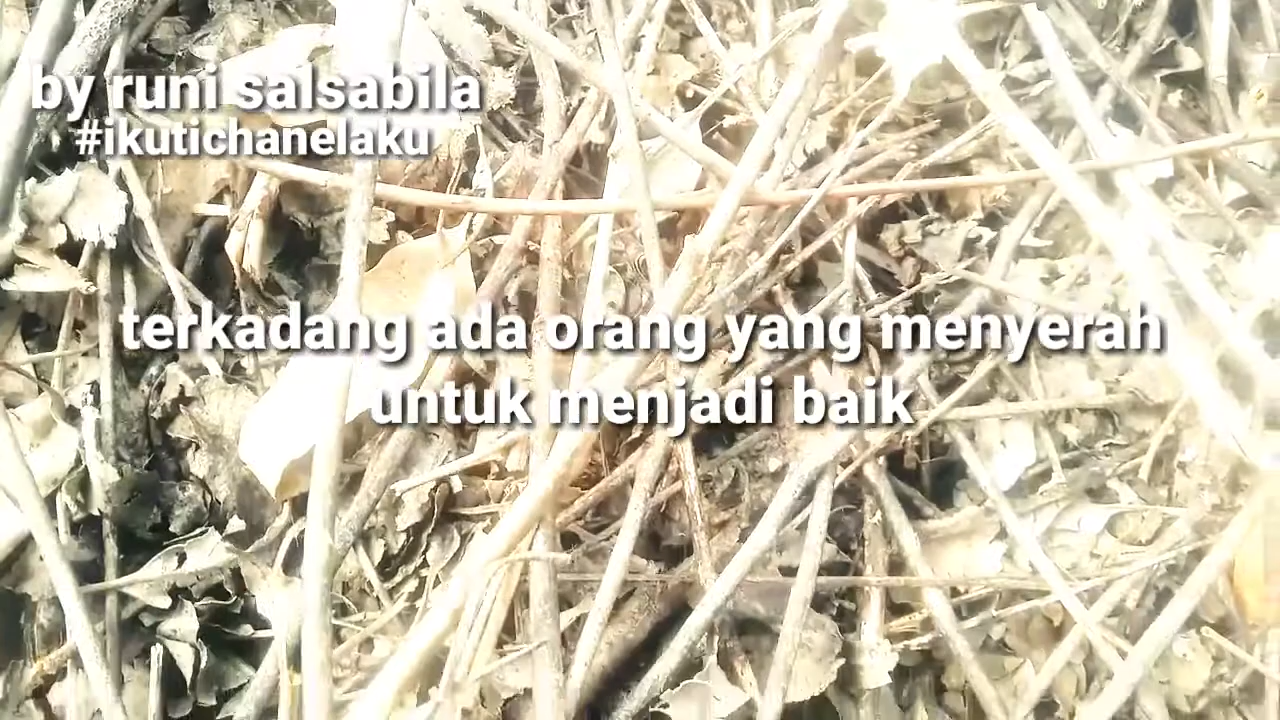 by runi salsabila
#ikutichanelaku
terkadang ada orang yang menyerah
untuk menjadi baik